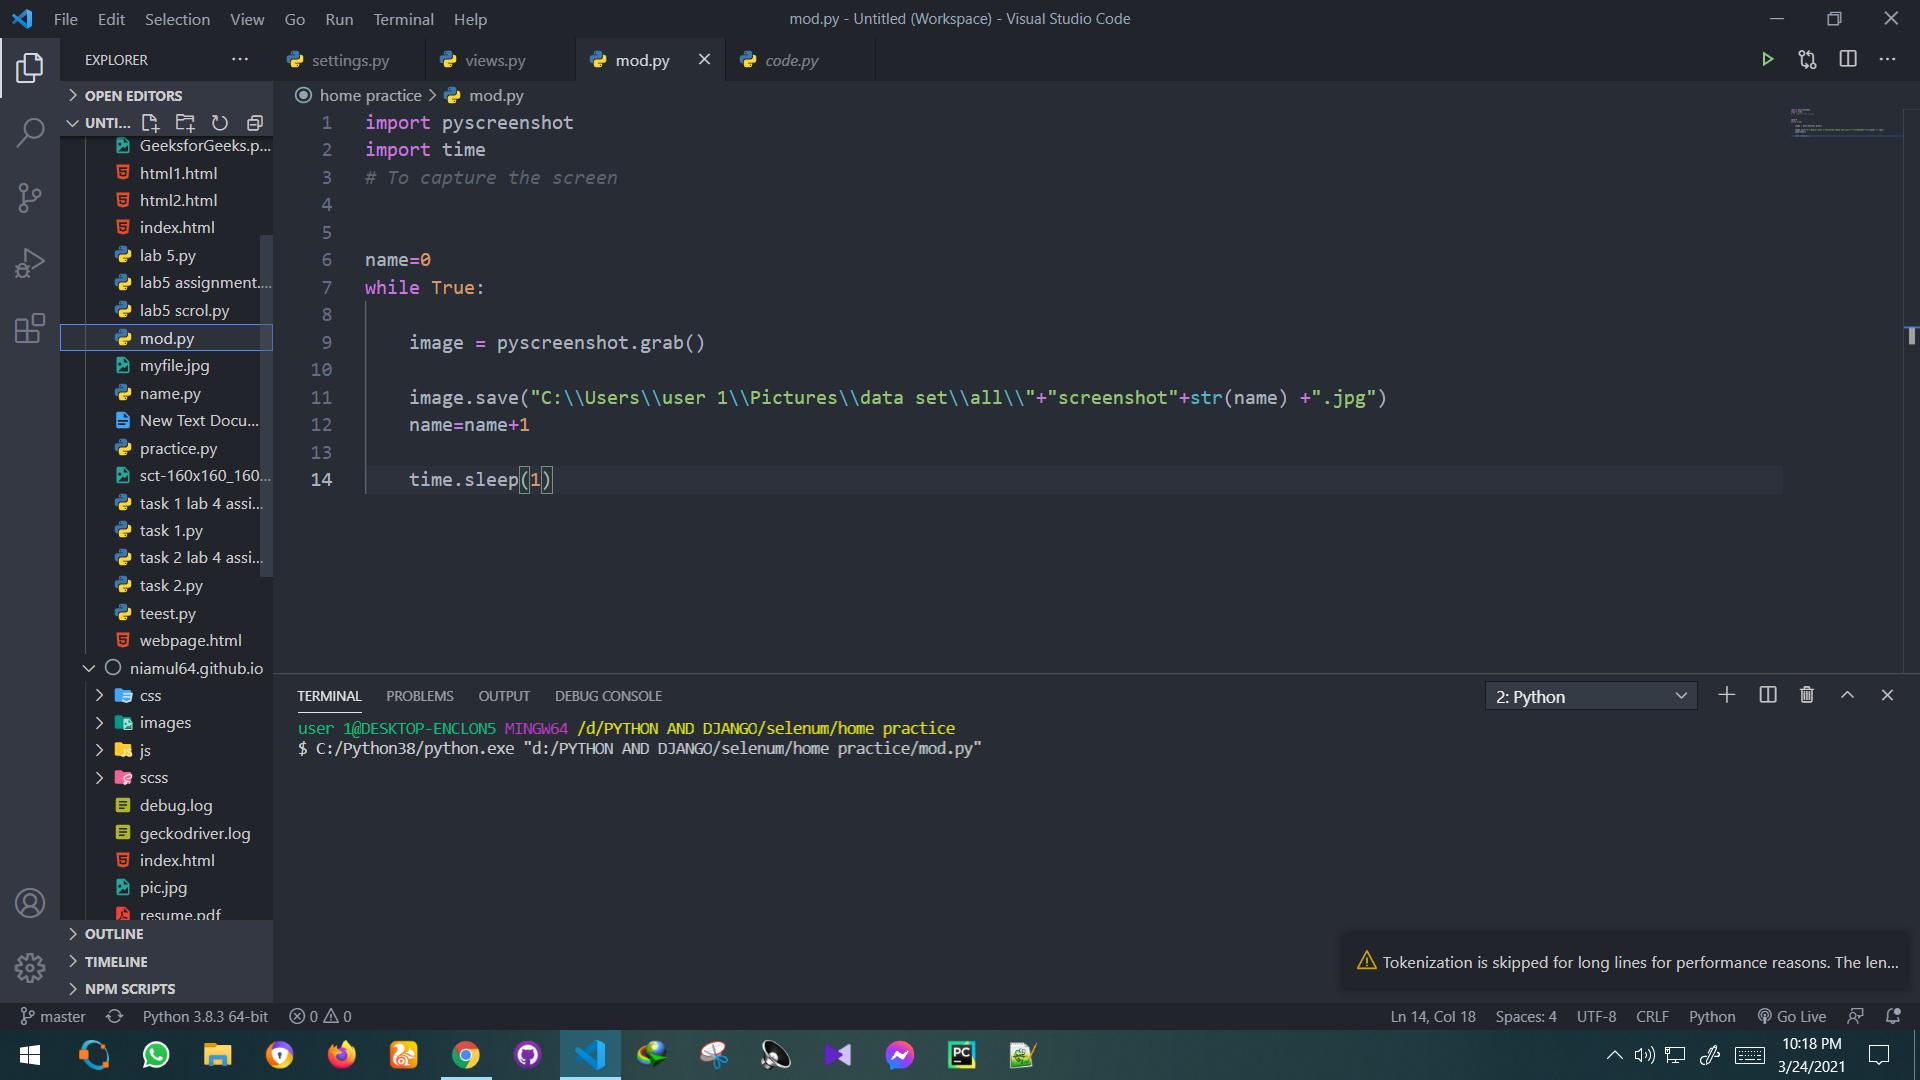 File Edit Selection View Go Run Terminal Help
mod.py - Untitled (Workspace) - Visual Studio Code
EXPLORER
settings.py
views.py
mod.py
code.py
OPEN EDITORS
UNTI...
GeeksforGeeks.p...
html1.html
html2.html
index.html
lab 5.py
lab5 assignment....
lab5 scrol.py
mod.py
myfile.jpg
name.py
New Text Docu...
practice.py
sct-160x160_160...
task 1 lab 4 assi...
task 1.py
task 2 lab 4 assi...
task 2.py
teest.py
webpage.html
niamul64.github.io
css
images
js
scss
debug.log
geckodriver.log
index.html
pic.jpg
resume.pdf
OUTLINE
TIMELINE
NPM SCRIPTS
home practice > mod.py
1 import pyscreenshot
2 import time
3 # To capture the screen
4
5
6 name=0
7 while True:
8
9 image = pyscreenshot.grab()
10
11 image.save("C:\\Users\\user 1\\Pictures\\data set\\all\\"+"screenshot"+str(name) +".jpg")
12 name=name+1
13
14 time.sleep(1)
TERMINAL PROBLEMS OUTPUT DEBUG CONSOLE
2: Python
user 1@DESKTOP-ENCLON5 MINGW64 /d/PYTHON AND DJANGO/selenum/home practice
$ C:/Python38/python.exe "d:/PYTHON AND DJANGO/selenum/home practice/mod.py"
Tokenization is skipped for long lines for performance reasons. The len...
master Python 3.8.3 64-bit 0 0
Ln 14, Col 18 Spaces: 4 UTF-8 CRLF Python Go Live
10:18 PM
3/24/2021